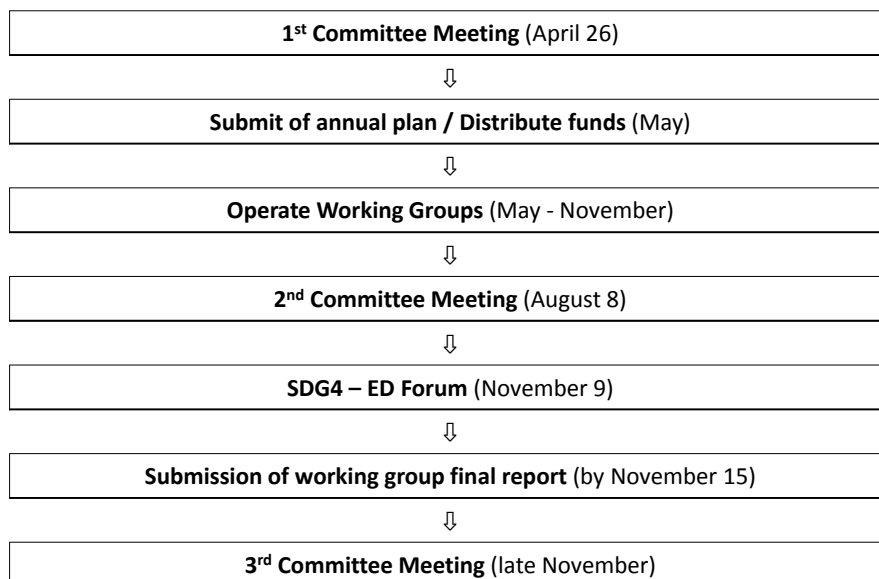 1st Committee Meeting (April 26)
⇩
Submit of annual plan / Distribute funds (May)
⇩
Operate Working Groups (May - November)
⇩
2nd Committee Meeting (August 8)
⇩
SDG4 – ED Forum (November 9)
⇩
Submission of working group final report (by November 15)
⇩
3rd Committee Meeting (late November)